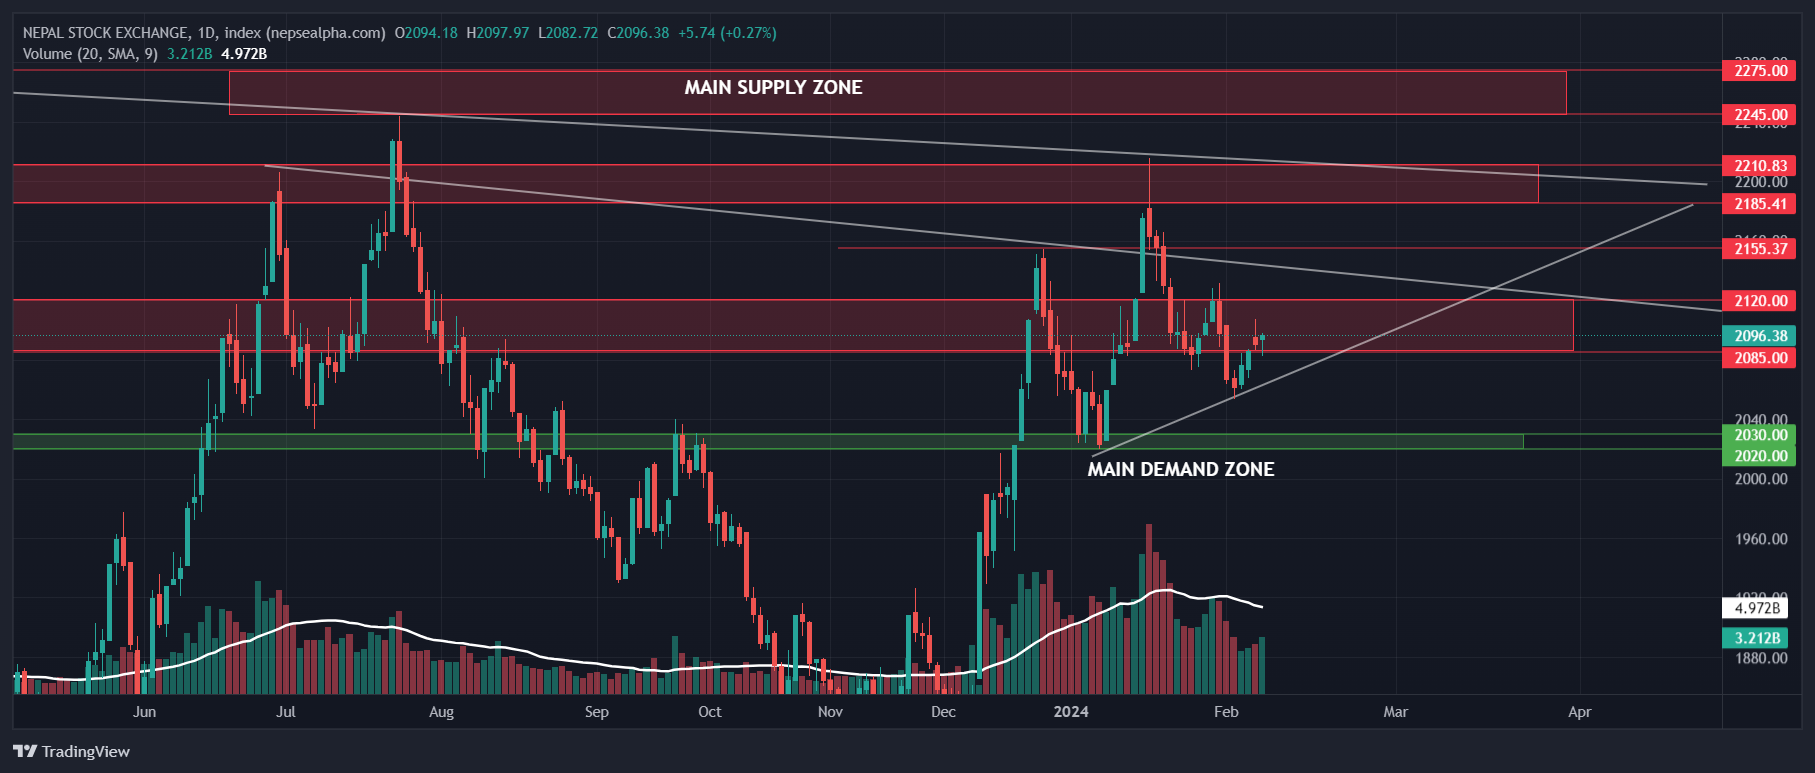 NEPAL STOCK EXCHANGE, 1D, index (nepsealpha.com) O2094.18 H2097.97 L2082.72 C2096.38 +5.74 (+0.27%)
Volume (20, SMA, 9) 3.212B 4.972B
MAIN SUPPLY ZONE
2275.00
2245.00
2240.00
2210.83
2200.00
2185.41
2155.37
2120.00
2096.38
2085.00
2040.00
2030.00
2020.00
MAIN DEMAND ZONE
2000.00
1960.00
4.972B
3.212B
1880.00
Jun Jul Aug Sep Oct Nov Dec 2024 Feb Mar Apr
TradingView